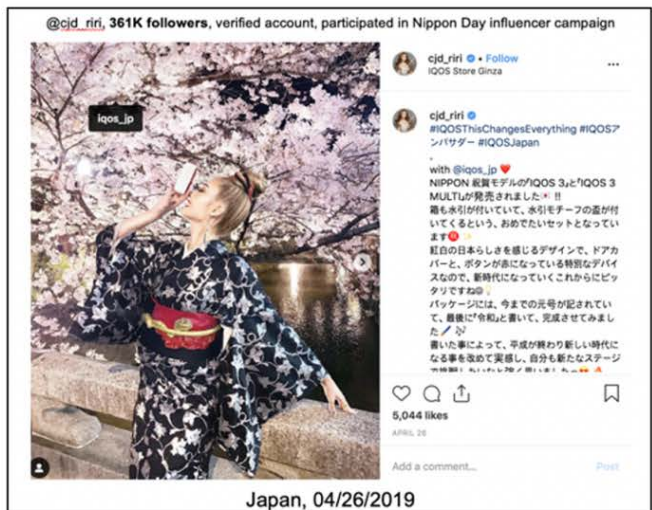 @cjd_riri, 361K followers, verified account, participated in Nippon Day influencer campaign
iqos_jp
cjd_riri • Follow
IQOS Store Ginza
cjd_riri
#IQOSThisChangesEverything #IQOSア
ンバサダー #IQOSJapan
.
with @iqos_jp ❤️
NIPPON 祝賀モデルの『IQOS 3』と『IQOS 3
MULTI』が発売されました🇯🇵 !!
箱も水引が付いていて、水引モチーフの盃が付
いてくるという、おめでたいセットとなってい
ます㊗️✨
紅白の日本らしさを感じるデザインで、ドアカ
バーと、ボタンが赤になっている特別なデバ
イスなので、新時代になっていくこれからにピッ
タリですね
パッケージには、今までの元号が記されてい
て、最後に『令和』と書いて、完成させてみまし
た
書いた事によって、平成が終わり新しい時代に
なる事を改めて実感し、自分も新たなステージ
5,044 likes
APRIL 26
Add a comment...
Post
Japan, 04/26/2019